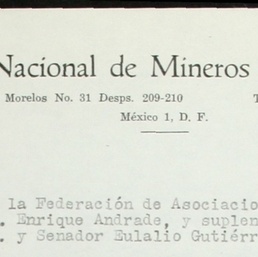 Nacional de Mineros
Morelos No. 31 Desps. 209-210
México 1, D. F.
la Federación de Asociacio
. Enrique Andrade, y suplen
. y Senador Eulalio Gutiérr